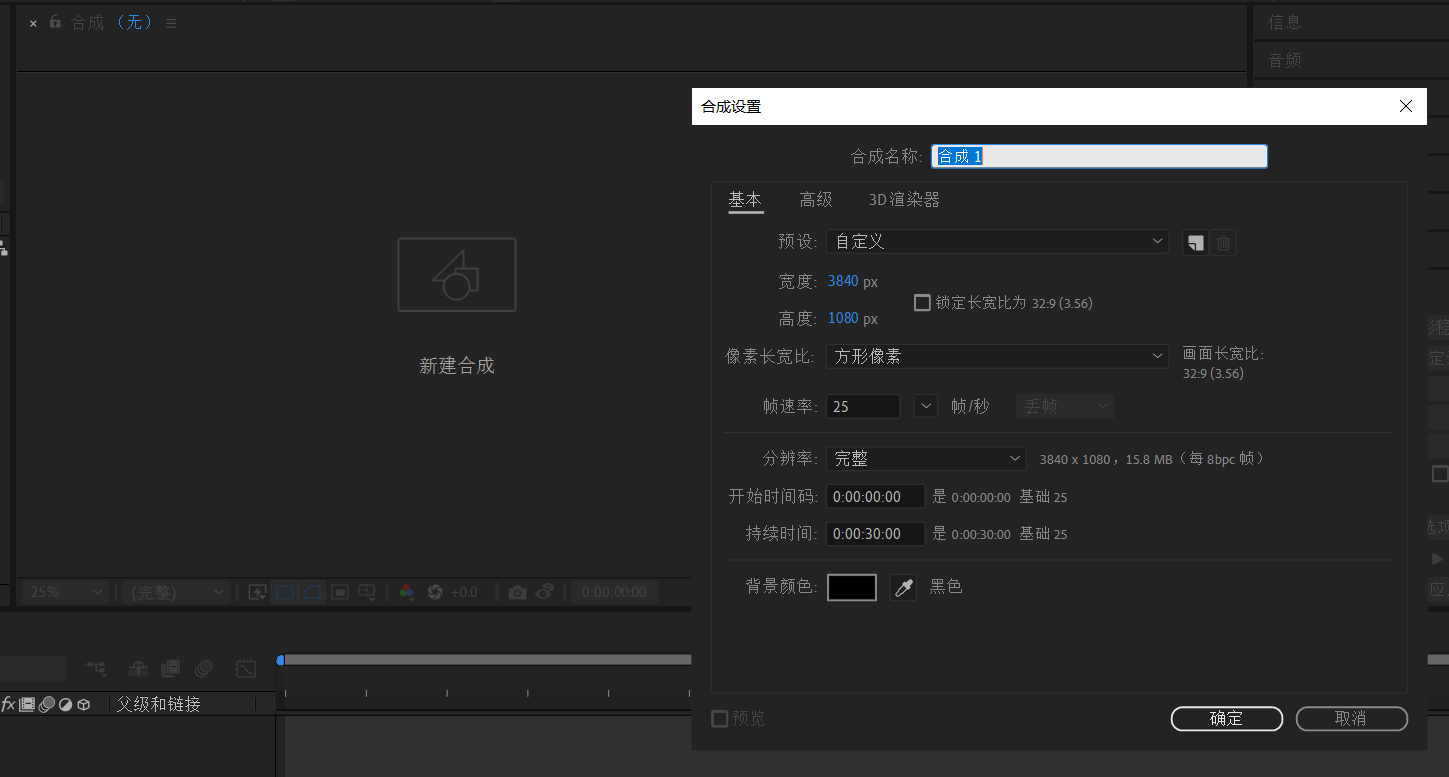 × 合成 （无） ≡
信息
音频
新建合成
合成设置
合成名称: 合成 1
基本 高级 3D 渲染器
预设: 自定义
宽度: 3840 px
锁定长宽比为 32:9 (3.56)
高度: 1080 px
像素长宽比: 方形像素 画面长宽比:
32:9 (3.56)
帧速率: 25 帧/秒 丢帧
分辨率: 完整 3840 x 1080，15.8 MB（每 8bpc 帧）
开始时间码: 0:00:00:00 是 0:00:00:00 基础 25
持续时间: 0:00:30:00 是 0:00:30:00 基础 25
背景颜色: 黑色
预览 确定 取消
25% (完整) +0.0 0:00:00:00
fx 父级和链接
选项